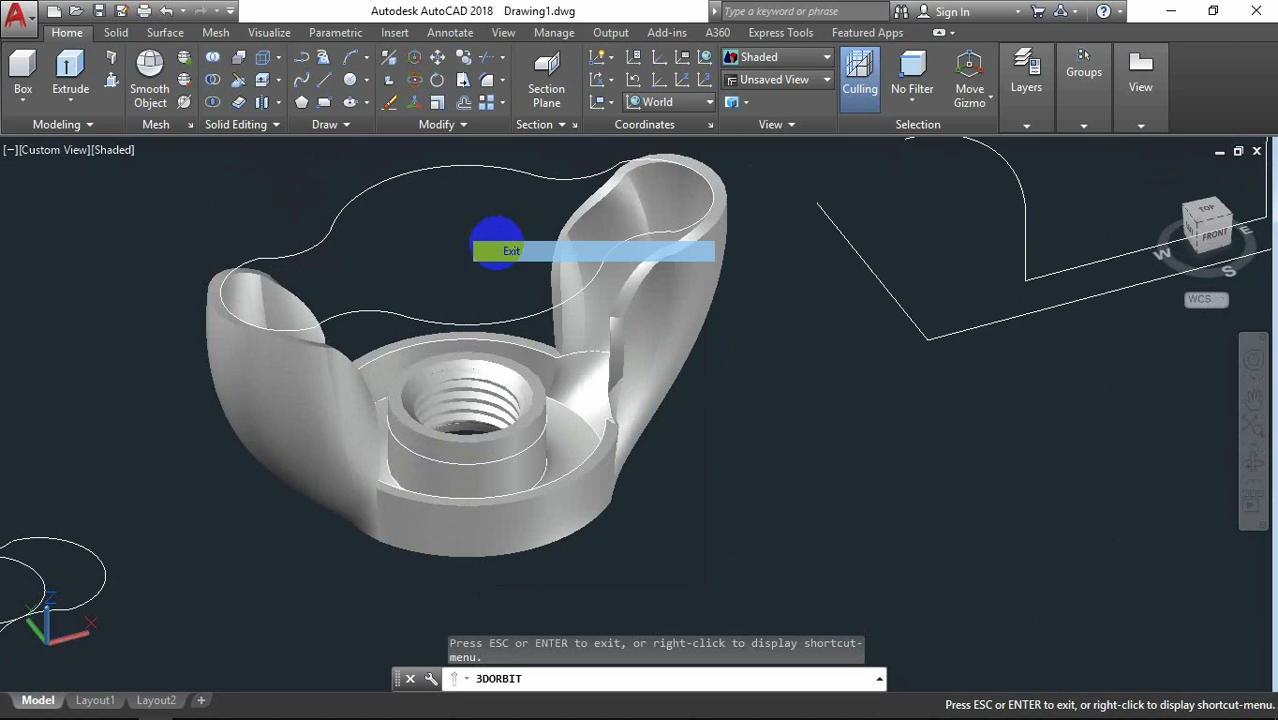 Autodesk AutoCAD 2018 Drawing1.dwg
Type a keyword or phrase
Sign In
Home Solid Surface Mesh Visualize Parametric Insert Annotate View Manage Output Add-ins A360 Express Tools Featured Apps
Shaded
Unsaved View
World
Box
Extrude
Smooth Object
Section Plane
Culling
No Filter
Move Gizmo
Layers
Groups
View
Modeling
Mesh
Solid Editing
Draw
Modify
Section
Coordinates
View
Selection
[−][Custom View][Shaded]
TOP
FRONT
W
E
S
WCS
Exit
Z
X
Press ESC or ENTER to exit, or right-click to display shortcut-
menu.
3DORBIT
Model Layout1 Layout2 +
Press ESC or ENTER to exit, or right-click to display shortcut-menu.